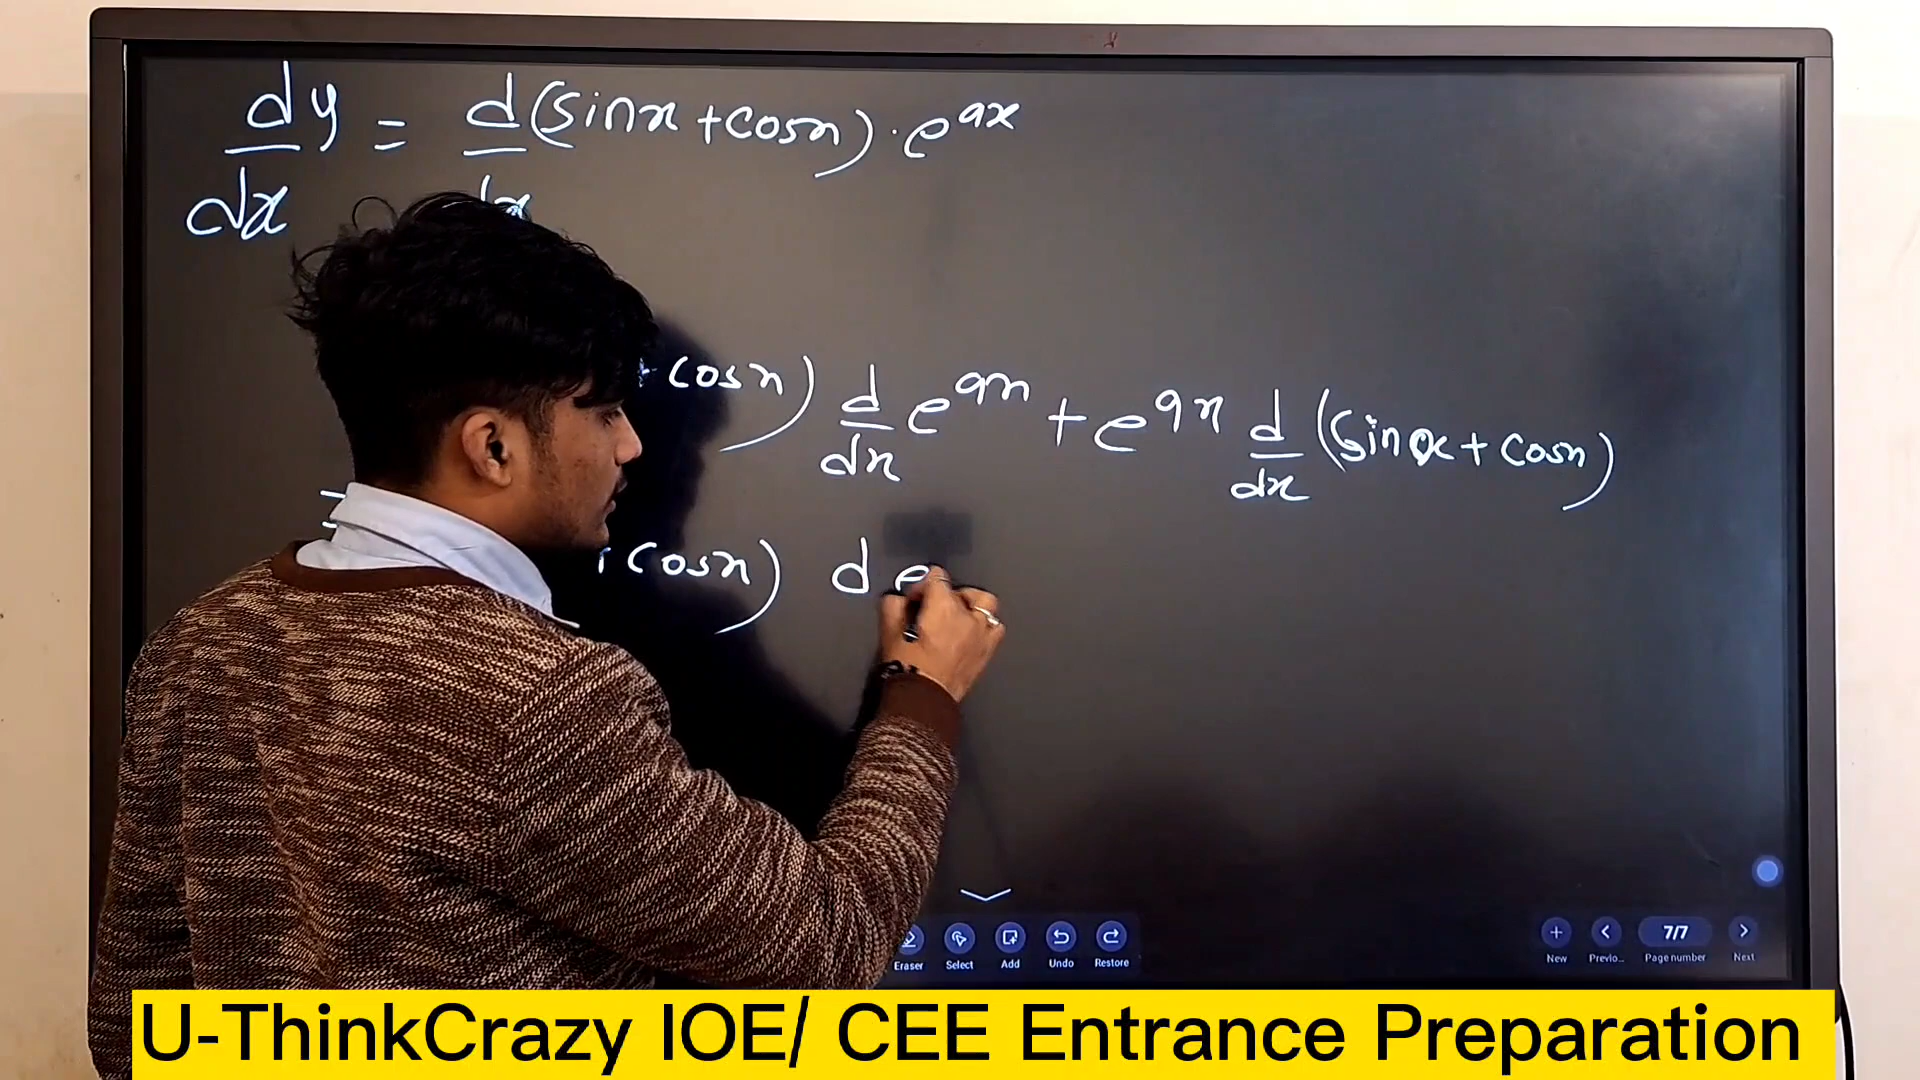 dy/dx = d/dx (sinx + cosx) · e^ax
+ cosx) d/dx e^ax + e^ax d/dx (sinx + cosx)
=
cosx) d e
Eraser Select Add Undo Restore
7/7
New Previo... Page number Next
U-ThinkCrazy IOE/ CEE Entrance Preparation